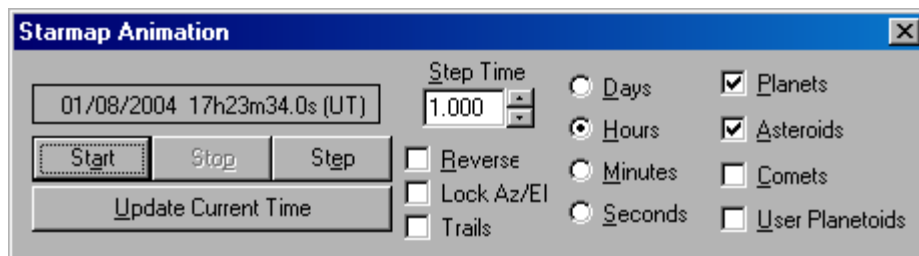 Starmap Animation
01/08/2004 17h23m34.0s (UT)
Start Stop Step
Update Current Time
Step Time
1.000
Reverse
Lock Az/El
Trails
Days
Hours
Minutes
Seconds
Planets
Asteroids
Comets
User Planetoids